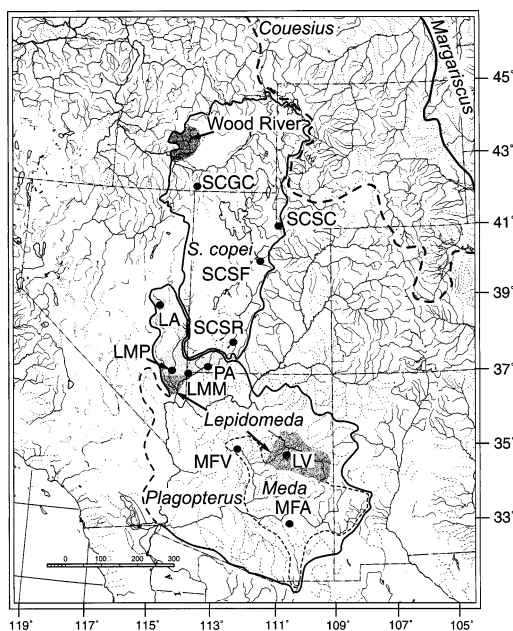 Couesius
Margariscus
45°
Wood River
43°
SCGC
SCSC
41°
S. copei
SCSF
39°
LA
SCSR
LMP
PA
37°
LMM
Lepidomeda
35°
MFV
LV
Plagopterus
Meda
MFA
33°
0 100 200 300
119° 117° 115° 113° 111° 109° 107° 105°